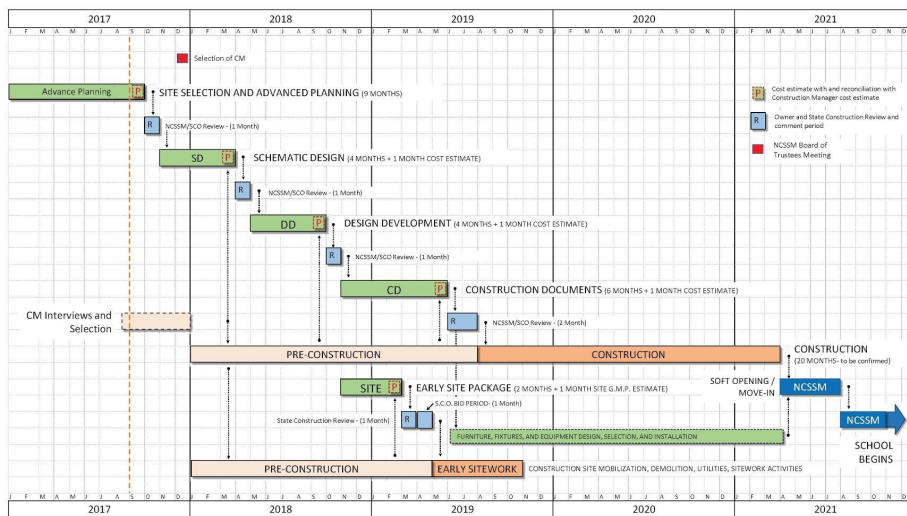 2017 2018 2019 2020 2021
J F M A M J J A S O N D J F M A M J J A S O N D J F M A M J J A S O N D J F M A M J J A S O N D J F M A M J J A S O N D
Selection of CM
Advance Planning P SITE SELECTION AND ADVANCED PLANNING (9 MONTHS)
P Cost estimate with and reconciliation with
Construction Manager cost estimate
R NCSSM/SCO Review - (1 Month)
R Owner and State Construction Review and
comment period
NCSSM Board of
Trustees Meeting
SD P SCHEMATIC DESIGN (4 MONTHS + 1 MONTH COST ESTIMATE)
R NCSSM/SCO Review - (1 Month)
DD P DESIGN DEVELOPMENT (4 MONTHS + 1 MONTH COST ESTIMATE)
R NCSSM/SCO Review - (1 Month)
CD P CONSTRUCTION DOCUMENTS (6 MONTHS + 1 MONTH COST ESTIMATE)
CM Interviews and
Selection
R NCSSM/SCO Review - (2 Month)
PRE-CONSTRUCTION CONSTRUCTION
CONSTRUCTION
(20 MONTHS- to be confirmed)
SITE P EARLY SITE PACKAGE (2 MONTHS + 1 MONTH SITE G.M.P. ESTIMATE)
SOFT OPENING /
MOVE-IN
NCSSM
S.C.O. BID PERIOD- (1 Month)
State Construction Review - (1 Month) R
NCSSM
SCHOOL
BEGINS
FURNITURE, FIXTURES, AND EQUIPMENT DESIGN, SELECTION, AND INSTALLATION
PRE-CONSTRUCTION EARLY SITEWORK CONSTRUCTION SITE MOBILIZATION, DEMOLITION, UTILITIES, SITEWORK ACTIVITIES
J F M A M J J A S O N D J F M A M J J A S O N D J F M A M J J A S O N D J F M A M J J A S O N D J F M A M J J A S O N D
2017 2018 2019 2020 2021